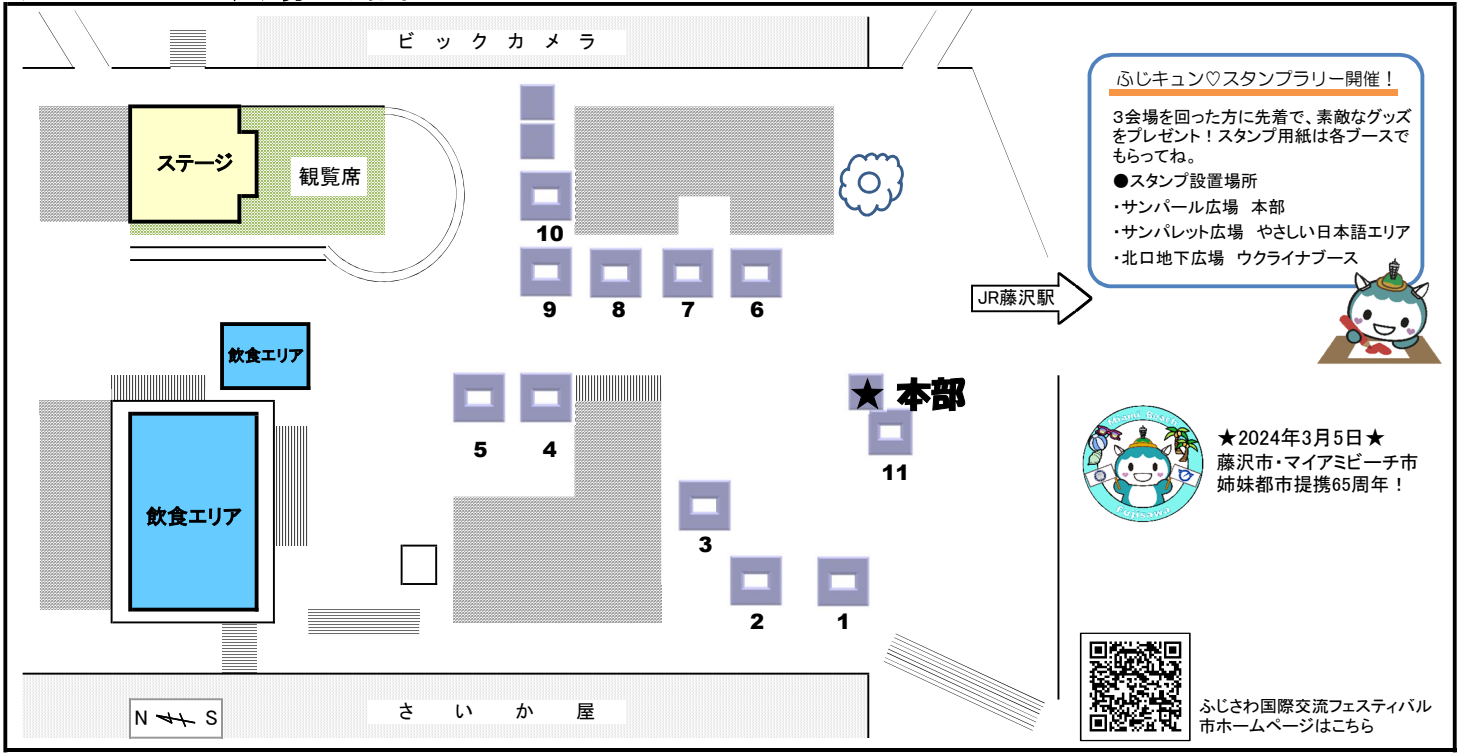 ビックカメラ
ステージ
観覧席
10
9
8
7
6
飲食エリア
飲食エリア
5
4
★ 本部
11
3
2
1
さいか屋
N S
JR藤沢駅
ふじキュン♡スタンプラリー開催！
３会場を回った方に先着で、素敵なグッズ
をプレゼント！スタンプ用紙は各ブースで
もらってね。
●スタンプ設置場所
・サンパール広場　本部
・サンパレット広場　やさしい日本語エリア
・北口地下広場　ウクライナブース
Miami Beach
Fujisawa
★2024年3月5日★
藤沢市・マイアミビーチ市
姉妹都市提携65周年！
ふじさわ国際交流フェスティバル
市ホームページはこちら